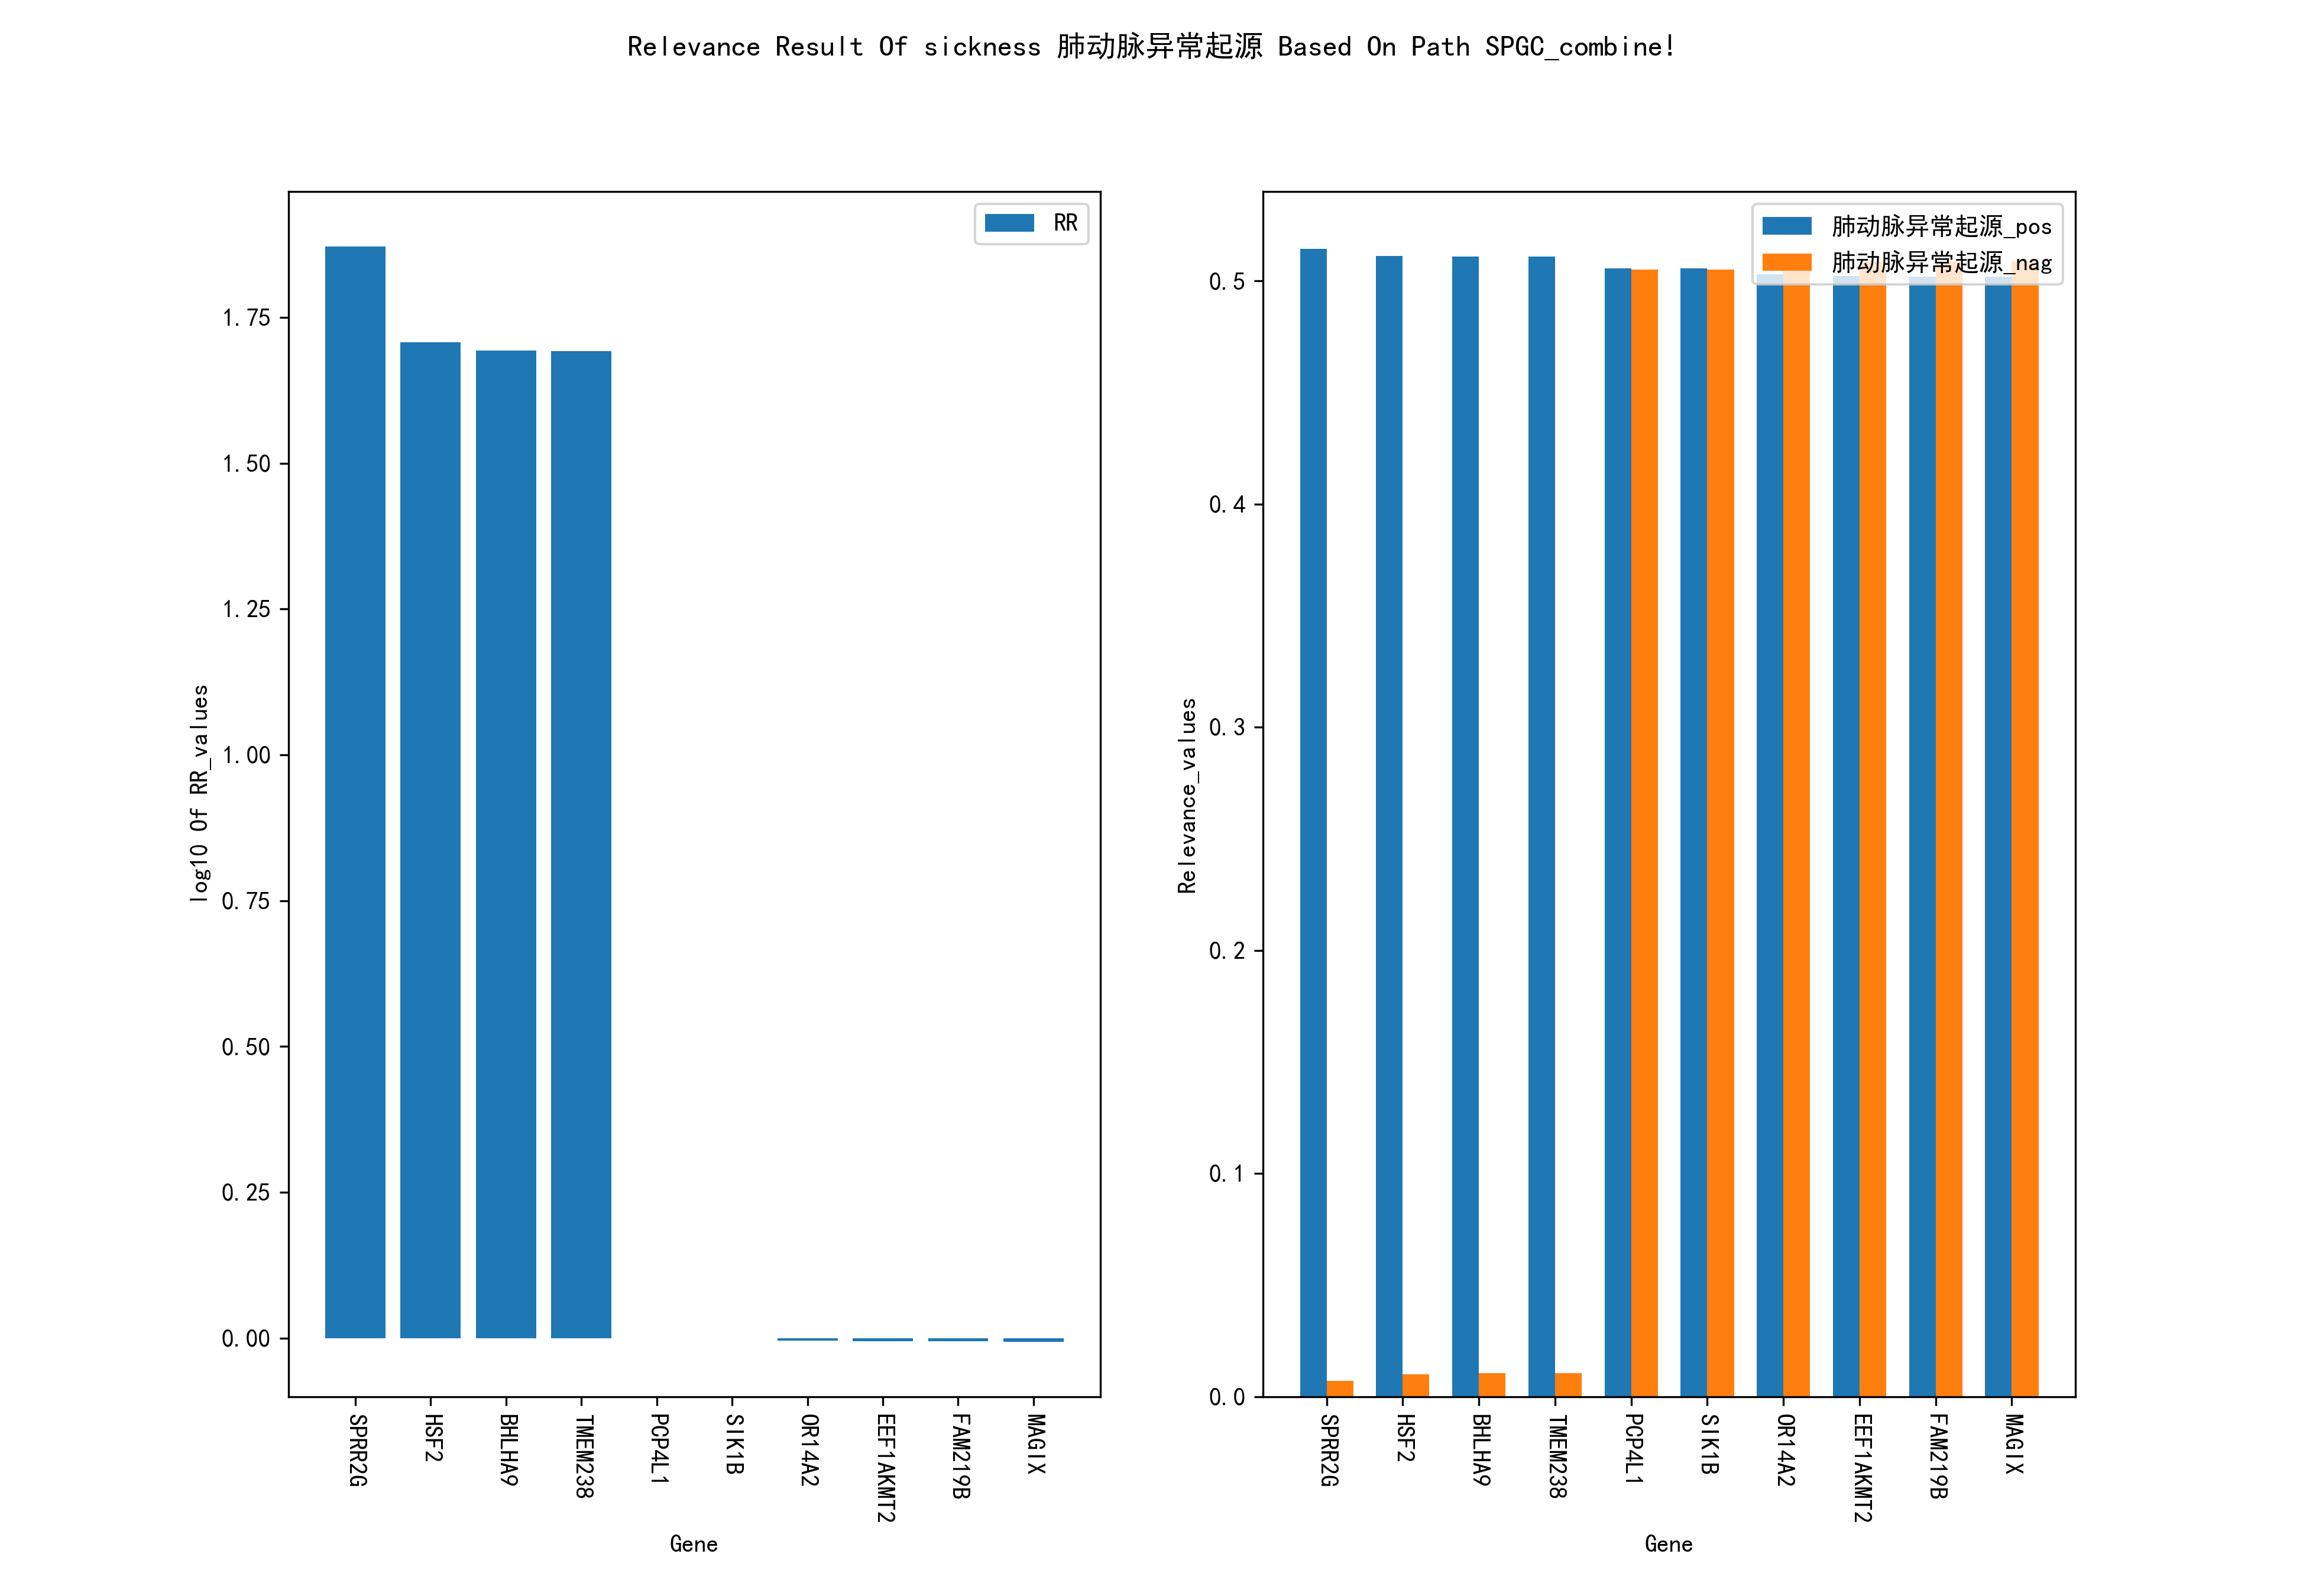 Relevance Result Of sickness 肺动脉异常起源 Based On Path SPGC_combine!
RR
1.75
1.50
1.25
1.00
0.75
0.50
0.25
0.00
log10 Of RR_values
SPRR2G
HSF2
BHLHA9
TMEM238
PCP4L1
SIK1B
OR14A2
EEF1AKMT2
FAM219B
MAGIX
Gene
肺动脉异常起源_pos
肺动脉异常起源_nag
0.5
0.4
0.3
0.2
0.1
0.0
Relevance_values
SPRR2G
HSF2
BHLHA9
TMEM238
PCP4L1
SIK1B
OR14A2
EEF1AKMT2
FAM219B
MAGIX
Gene